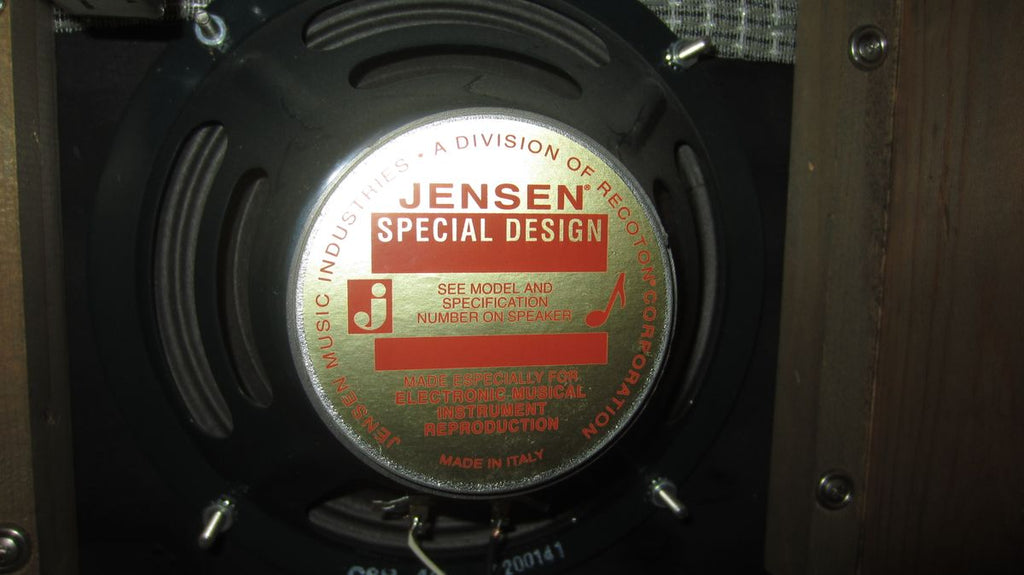 JENSEN MUSIC INDUSTRIES • A DIVISION OF RECOTON® CORPORATION
JENSEN®
SPECIAL DESIGN
j
SEE MODEL AND
SPECIFICATION
NUMBER ON SPEAKER
MADE ESPECIALLY FOR
ELECTRONIC MUSICAL
INSTRUMENT
REPRODUCTION
MADE IN ITALY
200141